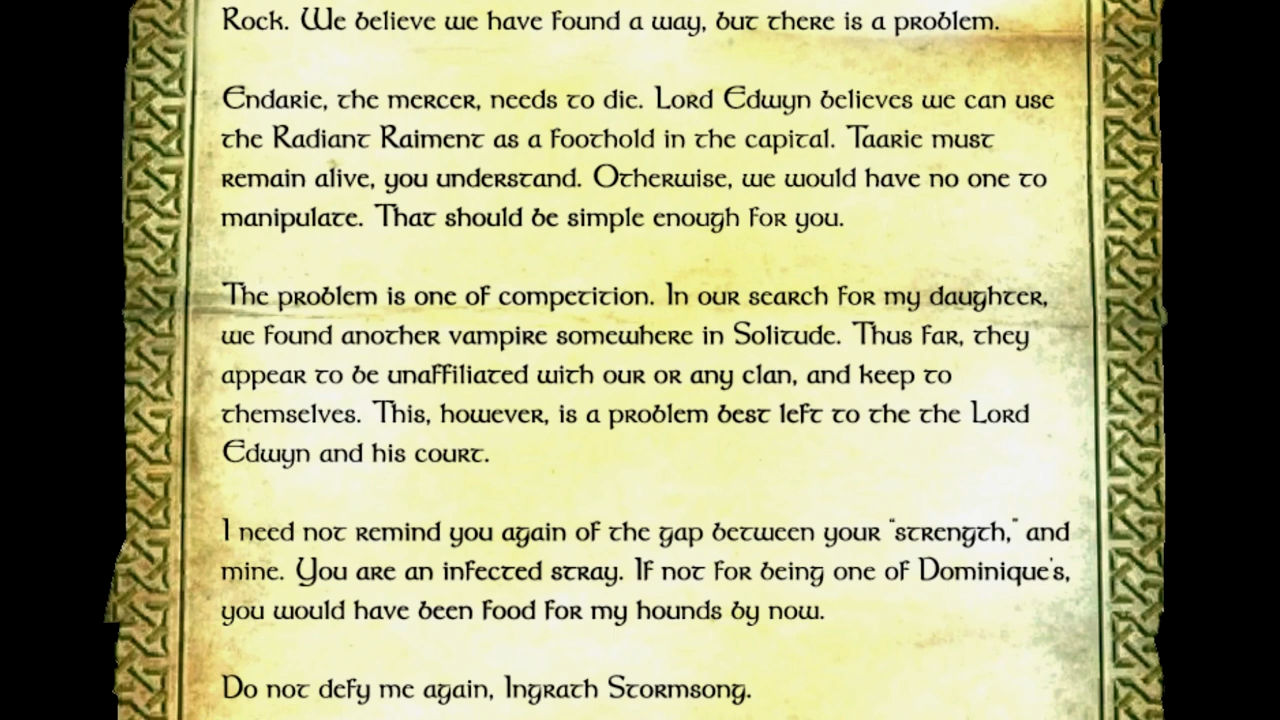 Rock. We believe we have found a way, but there is a problem.
Endarie, the mercer, needs to die. Lord Edwyn believes we can use
the Radiant Raiment as a foothold in the capital. Taarie must
remain alive, you understand. Otherwise, we would have no one to
manipulate. That should be simple enough for you.
The problem is one of competition. In our search for my daughter,
we found another vampire somewhere in Solitude. Thus far, they
appear to be unaffiliated with our or any clan, and keep to
themselves. This, however, is a problem best left to the the Lord
Edwyn and his court.
I need not remind you again of the gap between your "strength," and
mine. You are an infected stray. If not for being one of Dominique's,
you would have been food for my hounds by now.
Do not defy me again, Ingrath Stormsong.